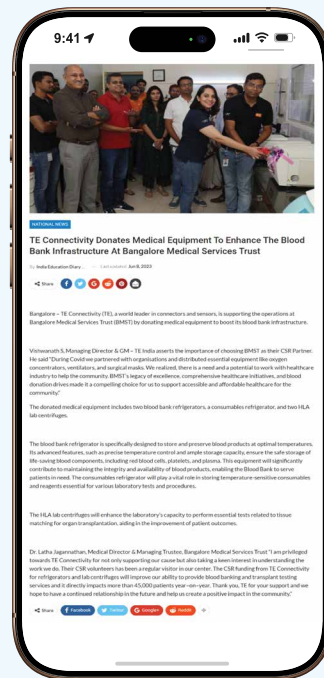 9:41
NATIONAL NEWS
TE Connectivity Donates Medical Equipment To Enhance The Blood
Bank Infrastructure At Bangalore Medical Services Trust
By India Education Diary... — Last updated Jun 8, 2023
Share
Bangalore – TE Connectivity (TE), a world leader in connectors and sensors, is supporting the operations at
Bangalore Medical Services Trust (BMST) by donating medical equipment to boost its blood bank infrastructure.
Vishwanath S, Managing Director & GM – TE India asserts the importance of choosing BMST as their CSR Partner.
He said "During Covid we partnered with organisations and distributed essential equipment like oxygen
concentrators, ventilators, and surgical masks. We realized, there is a need and a potential to work with healthcare
industry to help the community. BMST's legacy of excellence, comprehensive healthcare initiatives, and blood
donation drives made it a compelling choice for us to support accessible and affordable healthcare for the
community."
The donated medical equipment includes two blood bank refrigerators, a consumables refrigerator, and two HLA
lab centrifuges.
The blood bank refrigerator is specifically designed to store and preserve blood products at optimal temperatures.
Its advanced features, such as precise temperature control and ample storage capacity, ensure the safe storage of
life-saving blood components, including red blood cells, platelets, and plasma. This equipment will significantly
contribute to maintaining the integrity and availability of blood products, enabling the Blood Bank to serve
patients in need. The consumables refrigerator will play a vital role in storing temperature-sensitive consumables
and reagents essential for various laboratory tests and procedures.
The HLA lab centrifuges will enhance the laboratory's capacity to perform essential tests related to tissue
matching for organ transplantation, aiding in the improvement of patient outcomes.
Dr. Latha Jagannathan, Medical Director & Managing Trustee, Bangalore Medical Services Trust "I am privileged
towards TE Connectivity for not only supporting our cause but also taking a keen interest in understanding the
work we do. Their CSR volunteers has been a regular visitor in our center. The CSR funding from TE Connectivity
for refrigerators and lab centrifuges will improve our ability to provide blood banking and transplant testing
services and it directly impacts more than 45,000 patients year-on-year. Thank you, TE for your support and we
hope to have a continued relationship in the future and help us create a positive impact in the community."
Share Facebook Twitter Google+ ReddIt